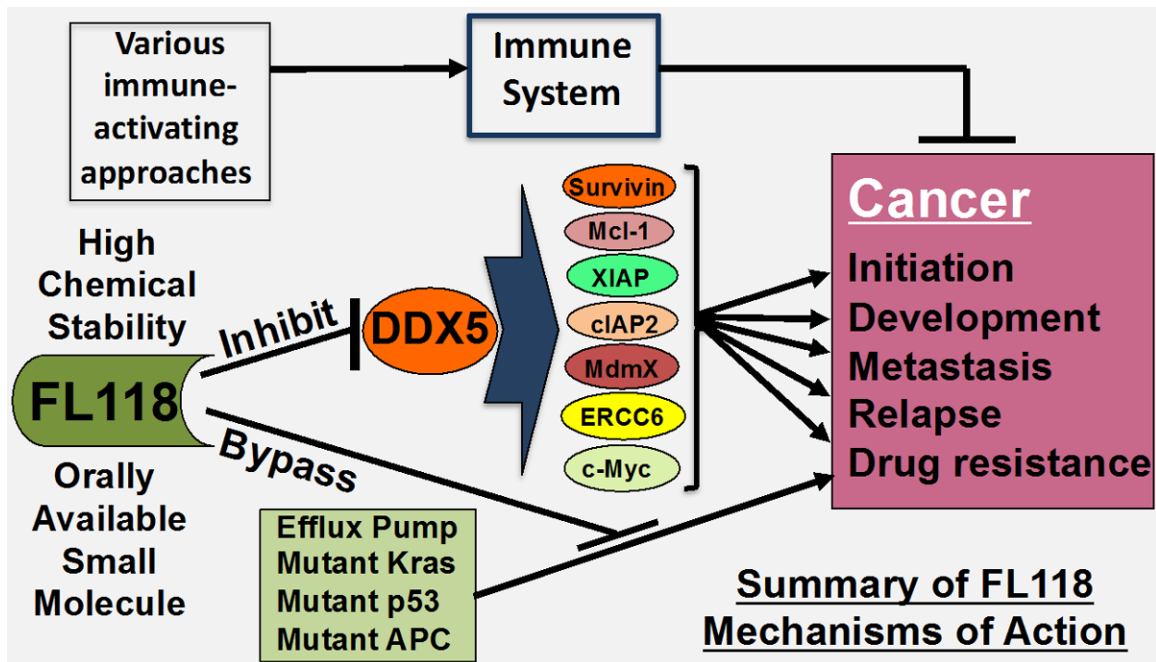 Various
immune-
activating
approaches
Immune
System
High
Chemical
Stability
FL118
Orally
Available
Small
Molecule
Inhibit
Bypass
DDX5
Survivin
Mcl-1
XIAP
cIAP2
MdmX
ERCC6
c-Myc
Cancer
Initiation
Development
Metastasis
Relapse
Drug resistance
Efflux Pump
Mutant Kras
Mutant p53
Mutant APC
Summary of FL118
Mechanisms of Action